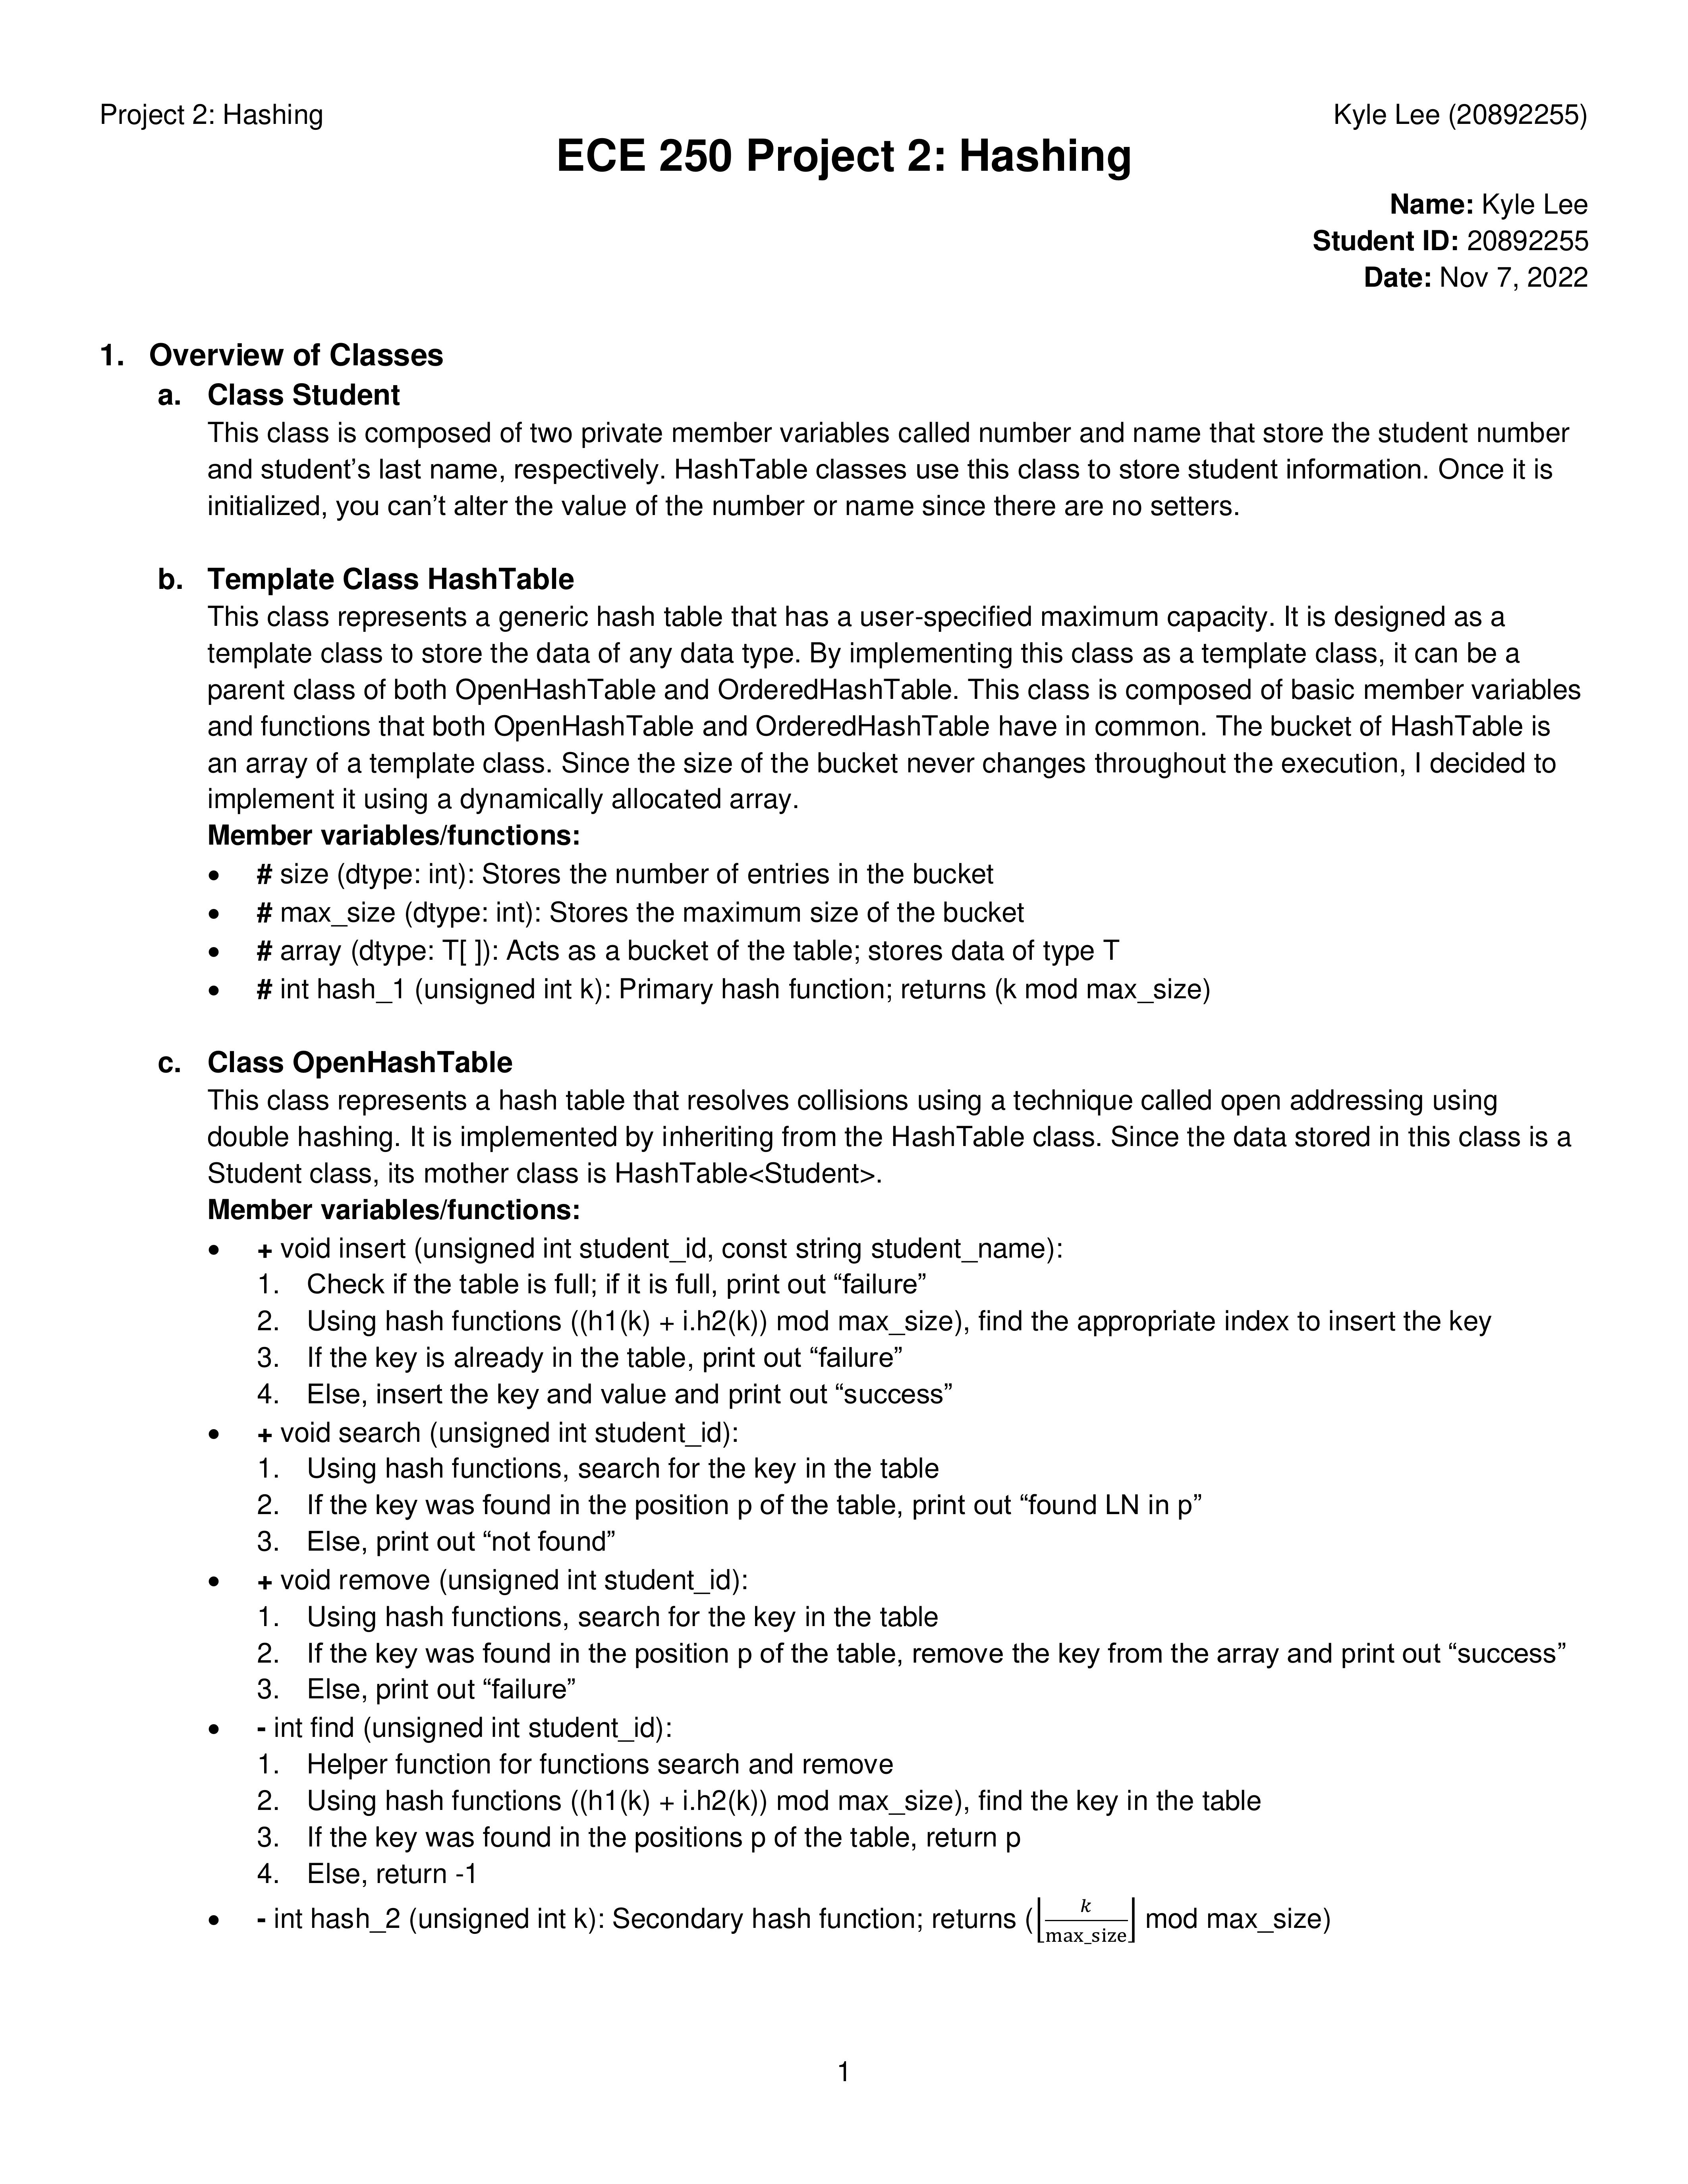 Project 2: Hashing
Kyle Lee (20892255)
ECE 250 Project 2: Hashing
Name: Kyle Lee
Student ID: 20892255
Date: Nov 7, 2022
1. Overview of Classes
a. Class Student
This class is composed of two private member variables called number and name that store the student number
and student’s last name, respectively. HashTable classes use this class to store student information. Once it is
initialized, you can’t alter the value of the number or name since there are no setters.
b. Template Class HashTable
This class represents a generic hash table that has a user-specified maximum capacity. It is designed as a
template class to store the data of any data type. By implementing this class as a template class, it can be a
parent class of both OpenHashTable and OrderedHashTable. This class is composed of basic member variables
and functions that both OpenHashTable and OrderedHashTable have in common. The bucket of HashTable is
an array of a template class. Since the size of the bucket never changes throughout the execution, I decided to
implement it using a dynamically allocated array.
Member variables/functions:
• # size (dtype: int): Stores the number of entries in the bucket
• # max_size (dtype: int): Stores the maximum size of the bucket
• # array (dtype: T[ ]): Acts as a bucket of the table; stores data of type T
• # int hash_1 (unsigned int k): Primary hash function; returns (k mod max_size)
c. Class OpenHashTable
This class represents a hash table that resolves collisions using a technique called open addressing using
double hashing. It is implemented by inheriting from the HashTable class. Since the data stored in this class is a
Student class, its mother class is HashTable<Student>.
Member variables/functions:
• + void insert (unsigned int student_id, const string student_name):
1. Check if the table is full; if it is full, print out “failure”
2. Using hash functions ((h1(k) + i.h2(k)) mod max_size), find the appropriate index to insert the key
3. If the key is already in the table, print out “failure”
4. Else, insert the key and value and print out “success”
• + void search (unsigned int student_id):
1. Using hash functions, search for the key in the table
2. If the key was found in the position p of the table, print out “found LN in p”
3. Else, print out “not found”
• + void remove (unsigned int student_id):
1. Using hash functions, search for the key in the table
2. If the key was found in the position p of the table, remove the key from the array and print out “success”
3. Else, print out “failure”
• - int find (unsigned int student_id):
1. Helper function for functions search and remove
2. Using hash functions ((h1(k) + i.h2(k)) mod max_size), find the key in the table
3. If the key was found in the positions p of the table, return p
4. Else, return -1
• - int hash_2 (unsigned int k): Secondary hash function; returns (⌊k/max_size⌋ mod max_size)
1